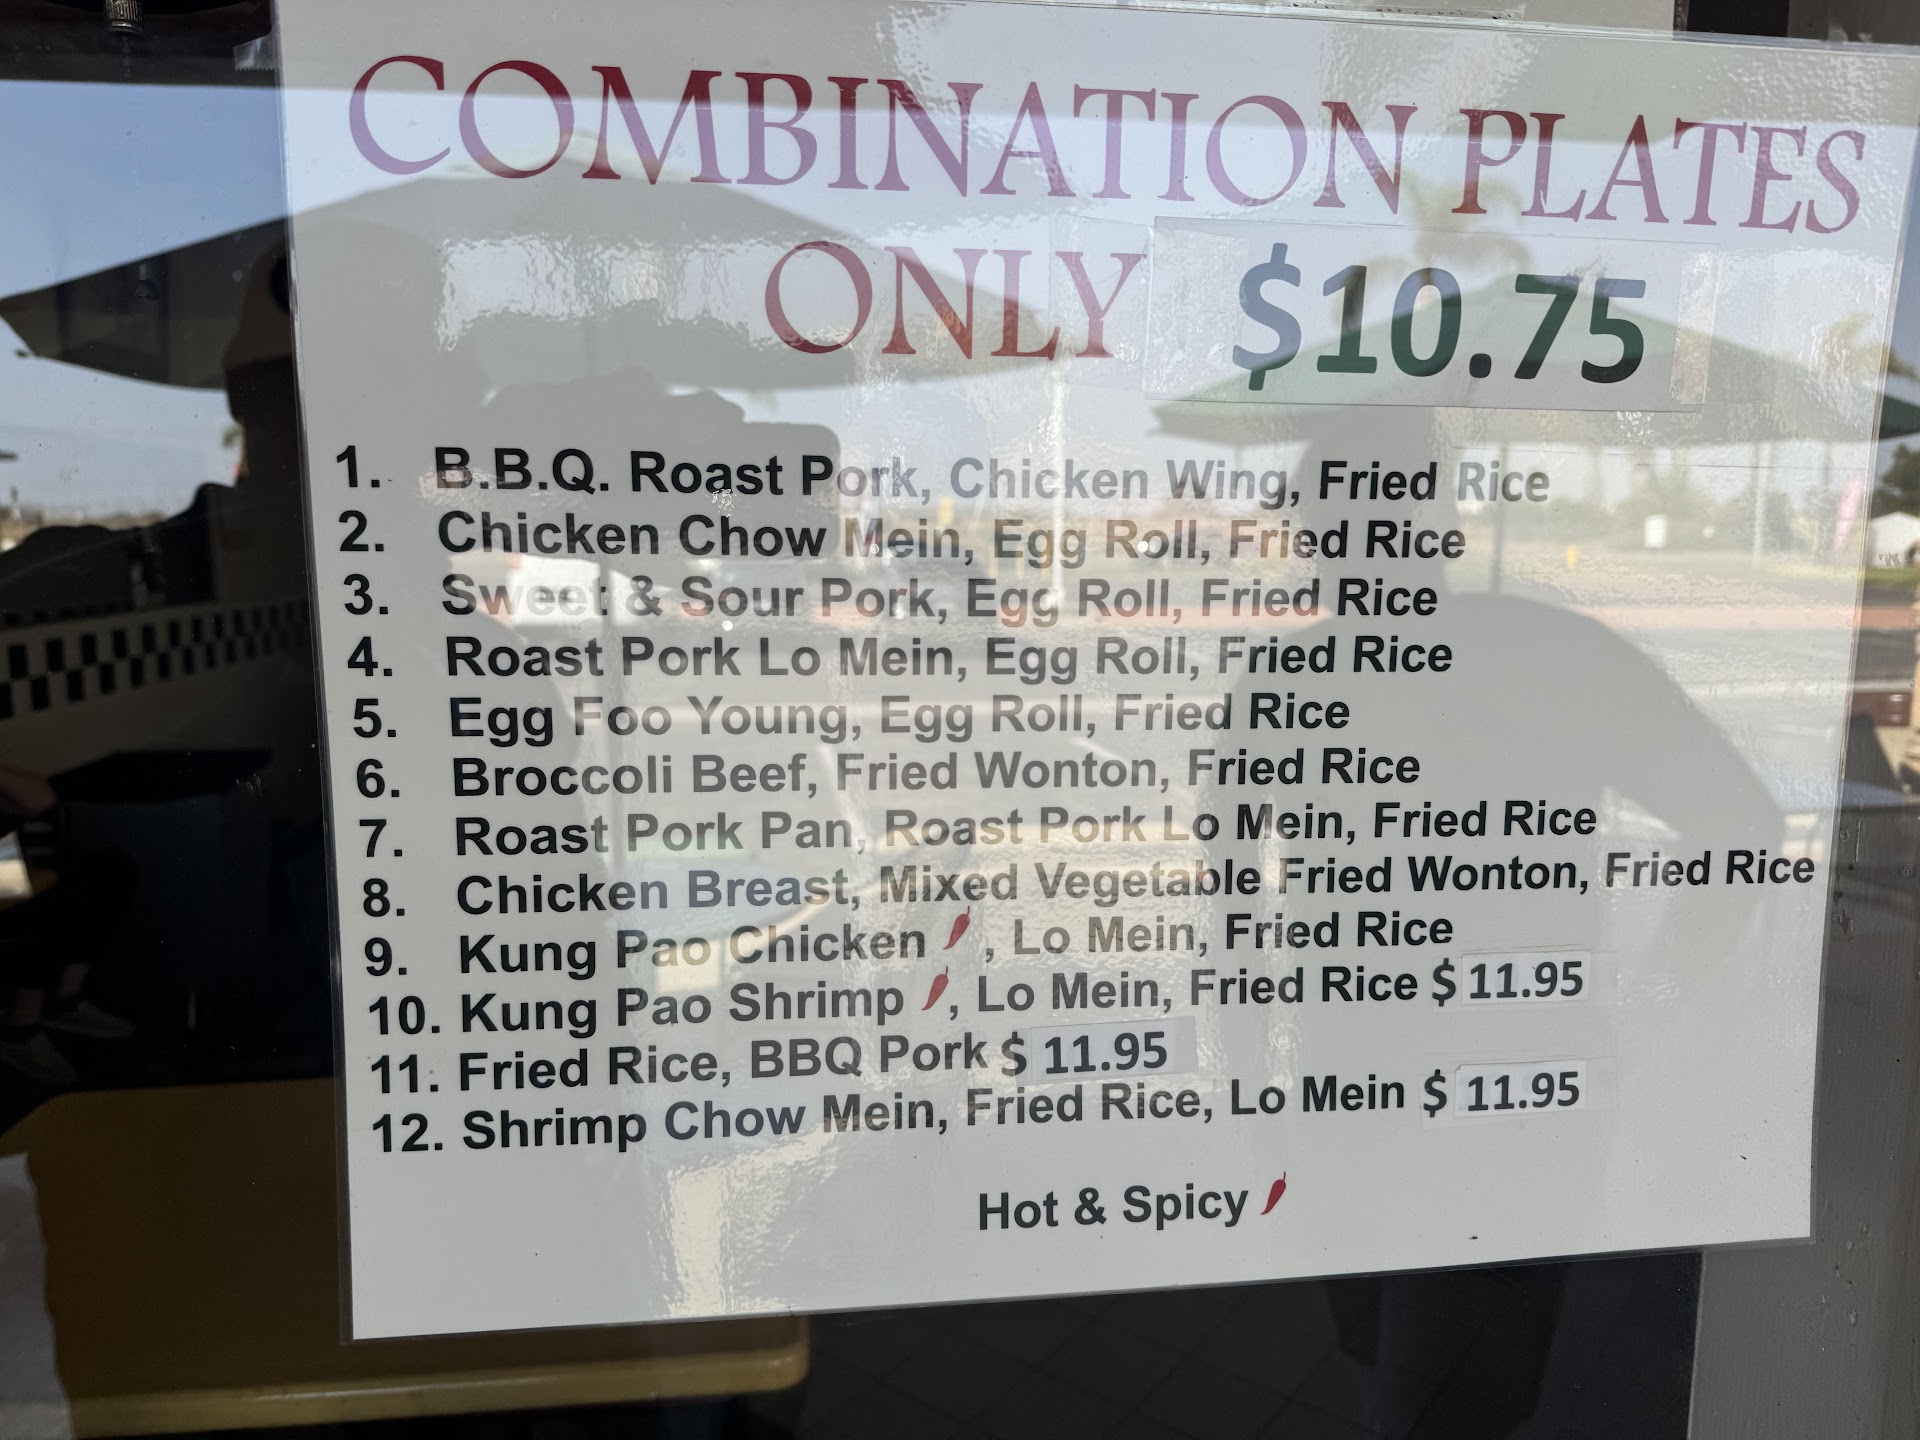 COMBINATION PLATES
ONLY $10.75
1. B.B.Q. Roast Pork, Chicken Wing, Fried Rice
2. Chicken Chow Mein, Egg Roll, Fried Rice
3. Sweet & Sour Pork, Egg Roll, Fried Rice
4. Roast Pork Lo Mein, Egg Roll, Fried Rice
5. Egg Foo Young, Egg Roll, Fried Rice
6. Broccoli Beef, Fried Wonton, Fried Rice
7. Roast Pork Pan, Roast Pork Lo Mein, Fried Rice
8. Chicken Breast, Mixed Vegetable Fried Wonton, Fried Rice
9. Kung Pao Chicken , Lo Mein, Fried Rice
10. Kung Pao Shrimp , Lo Mein, Fried Rice $ 11.95
11. Fried Rice, BBQ Pork $ 11.95
12. Shrimp Chow Mein, Fried Rice, Lo Mein $ 11.95
Hot & Spicy